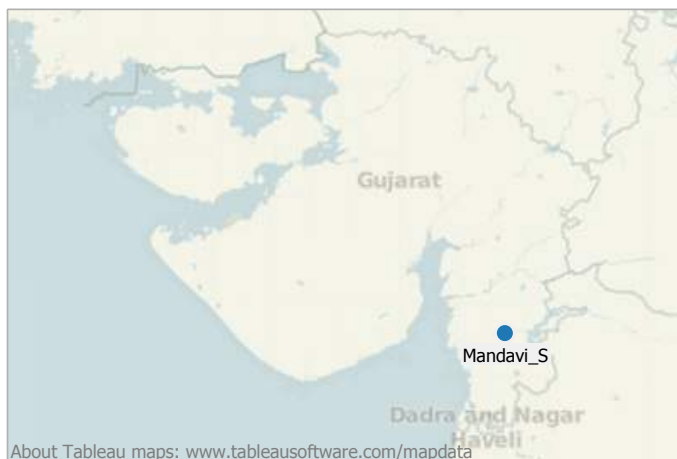 Gujarat
Mandavi_S
Dadra and Nagar
Haveli
About Tableau maps: www.tableausoftware.com/mapdata